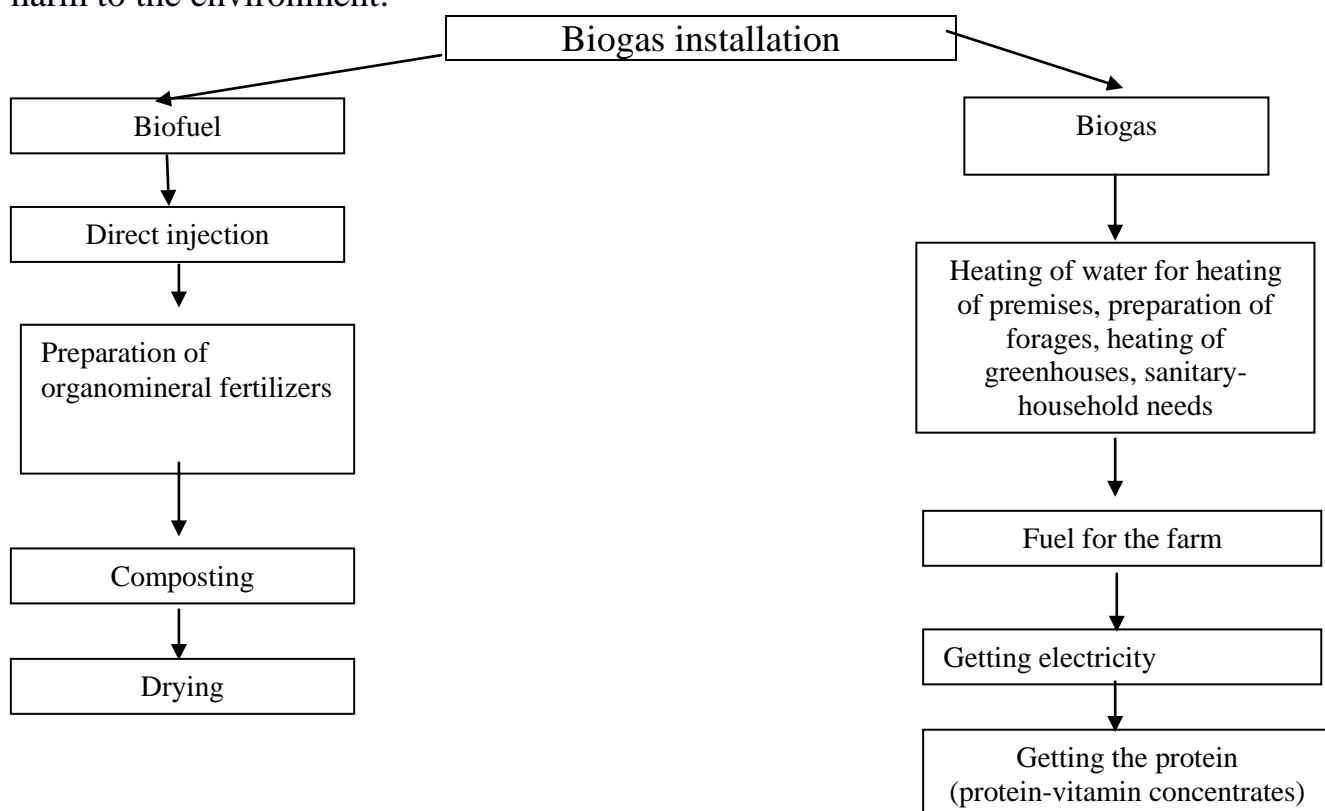 harm to the environment.
Biogas installation
Biofuel
Direct injection
Preparation of
organomineral fertilizers
Composting
Drying
Biogas
Heating of water for heating
of premises, preparation of
forages, heating of
greenhouses, sanitary-
household needs
Fuel for the farm
Getting electricity
Getting the protein
(protein-vitamin concentrates)